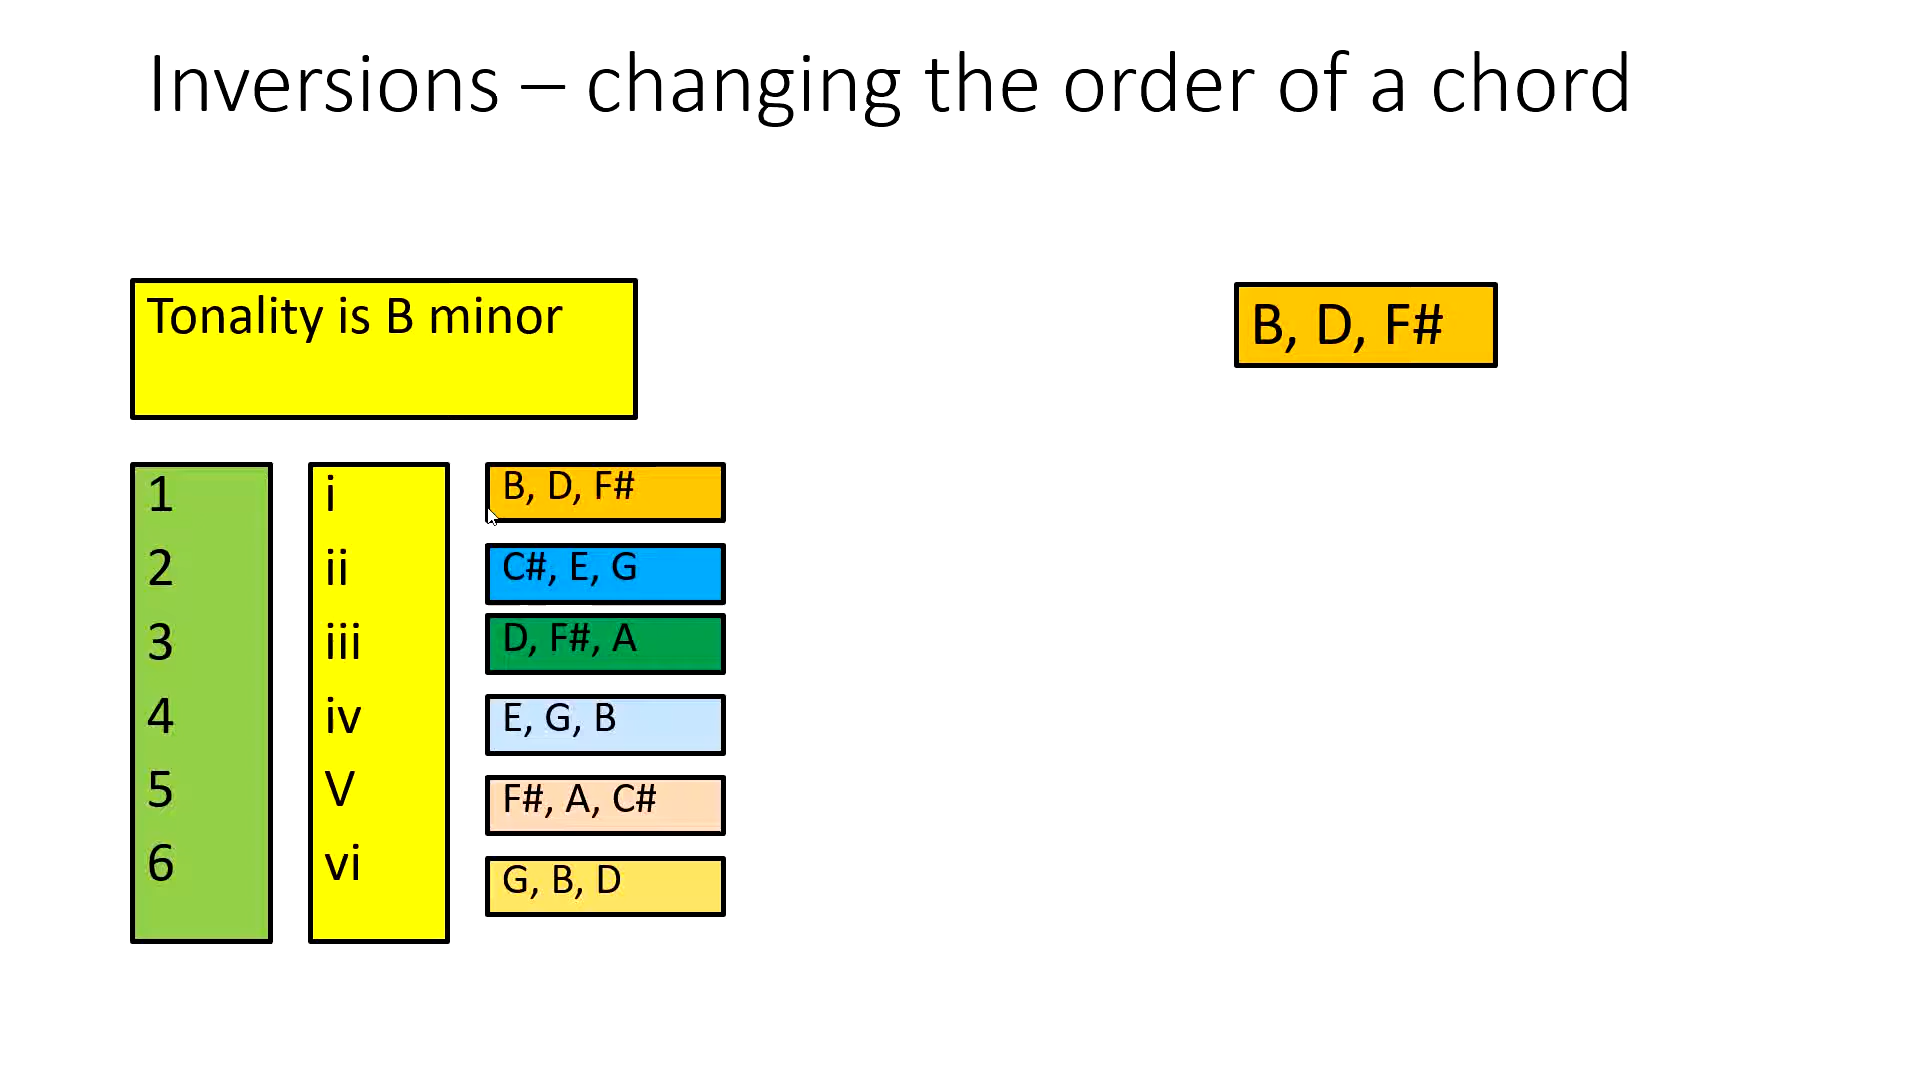 Inversions – changing the order of a chord
Tonality is B minor
B, D, F#
1
2
3
4
5
6
i
ii
iii
iv
V
vi
B, D, F#
C#, E, G
D, F#, A
E, G, B
F#, A, C#
G, B, D